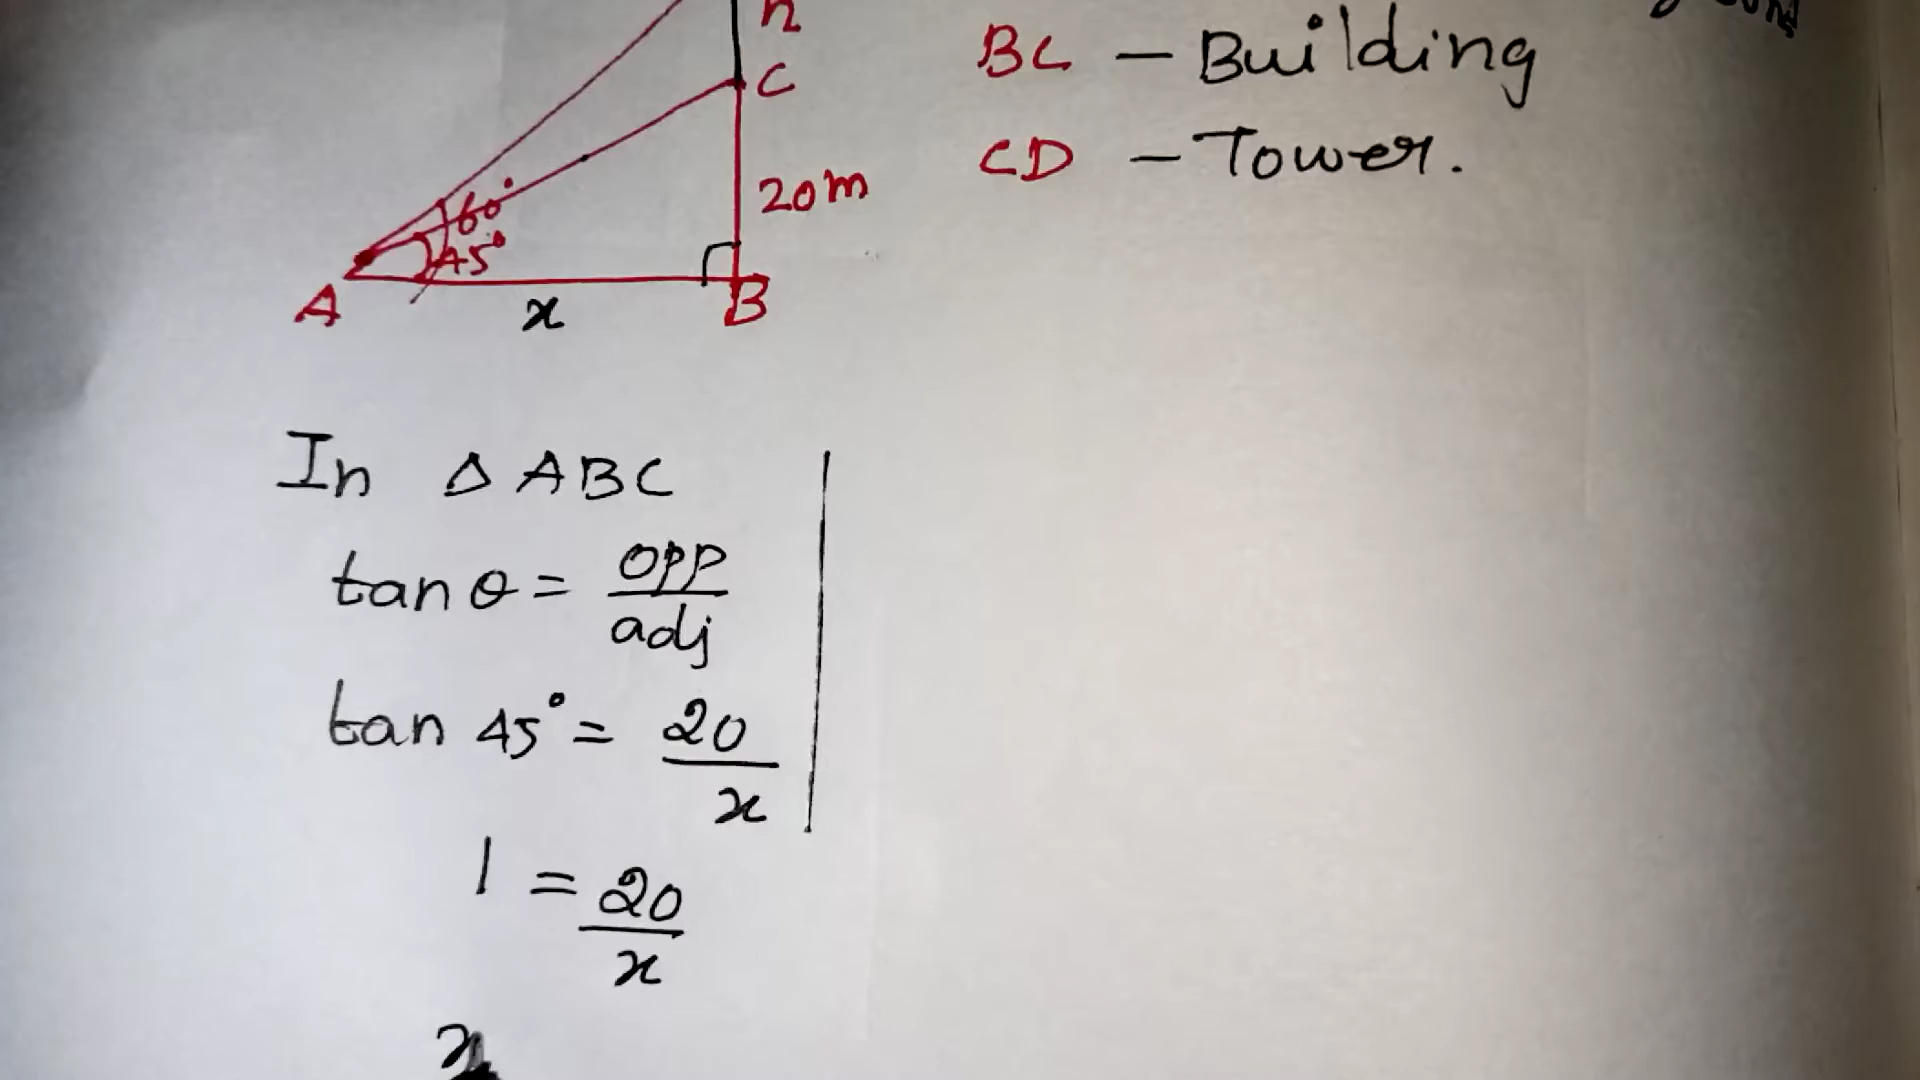 h
C
BC - Building
CD - Tower.
20m
60°
45°
A
x
B
In △ ABC
tan θ = opp/adj
tan 45° = 20/x
1 = 20/x
x